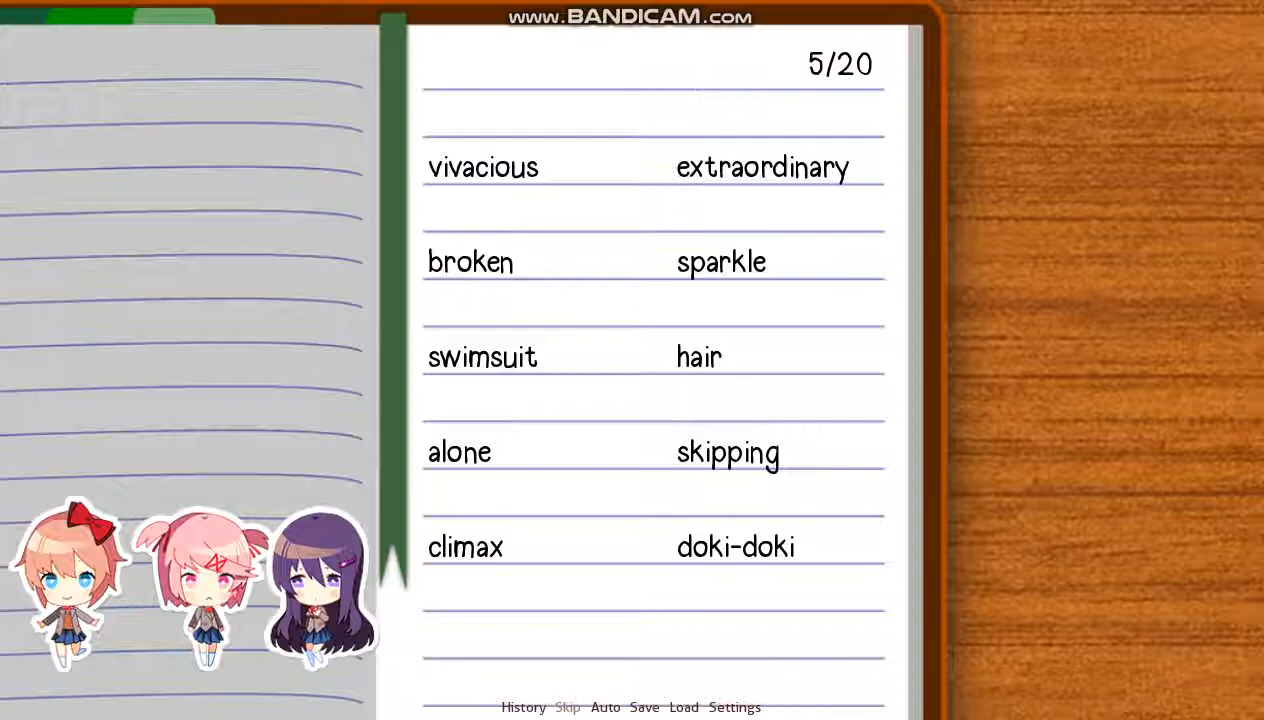 www.BANDICAM.com
5/20
vivacious extraordinary
broken sparkle
swimsuit hair
alone skipping
climax doki-doki
History Skip Auto Save Load Settings